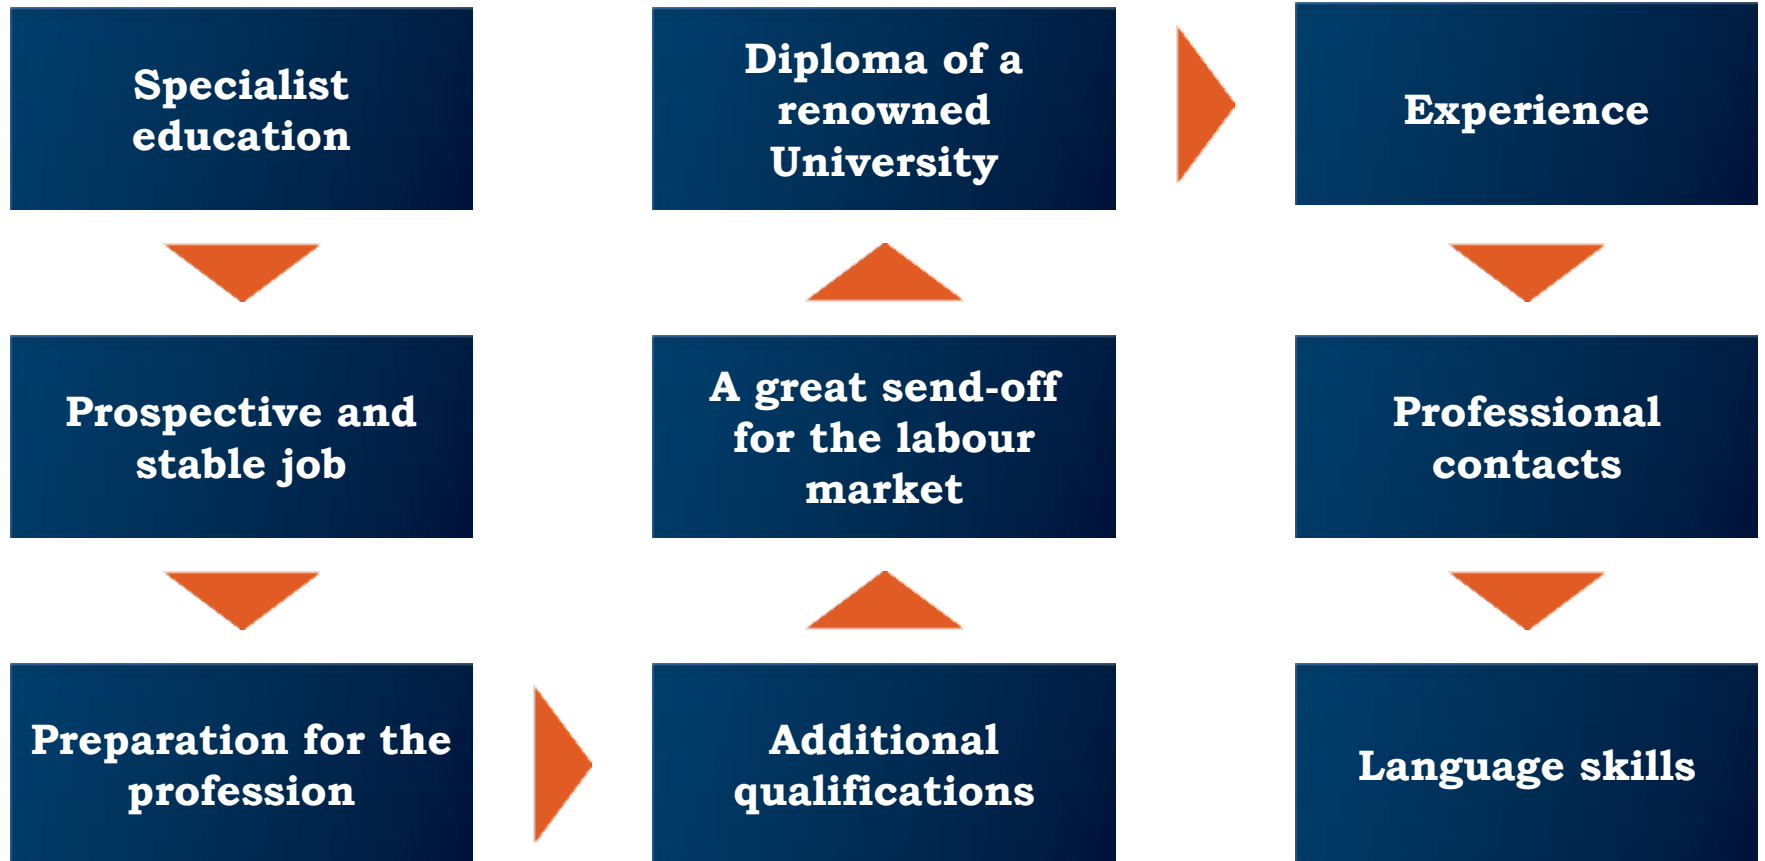 Specialist
education
Prospective and
stable job
Preparation for the
profession
Additional
qualifications
A great send-off
for the labour
market
Diploma of a
renowned
University
Experience
Professional
contacts
Language skills